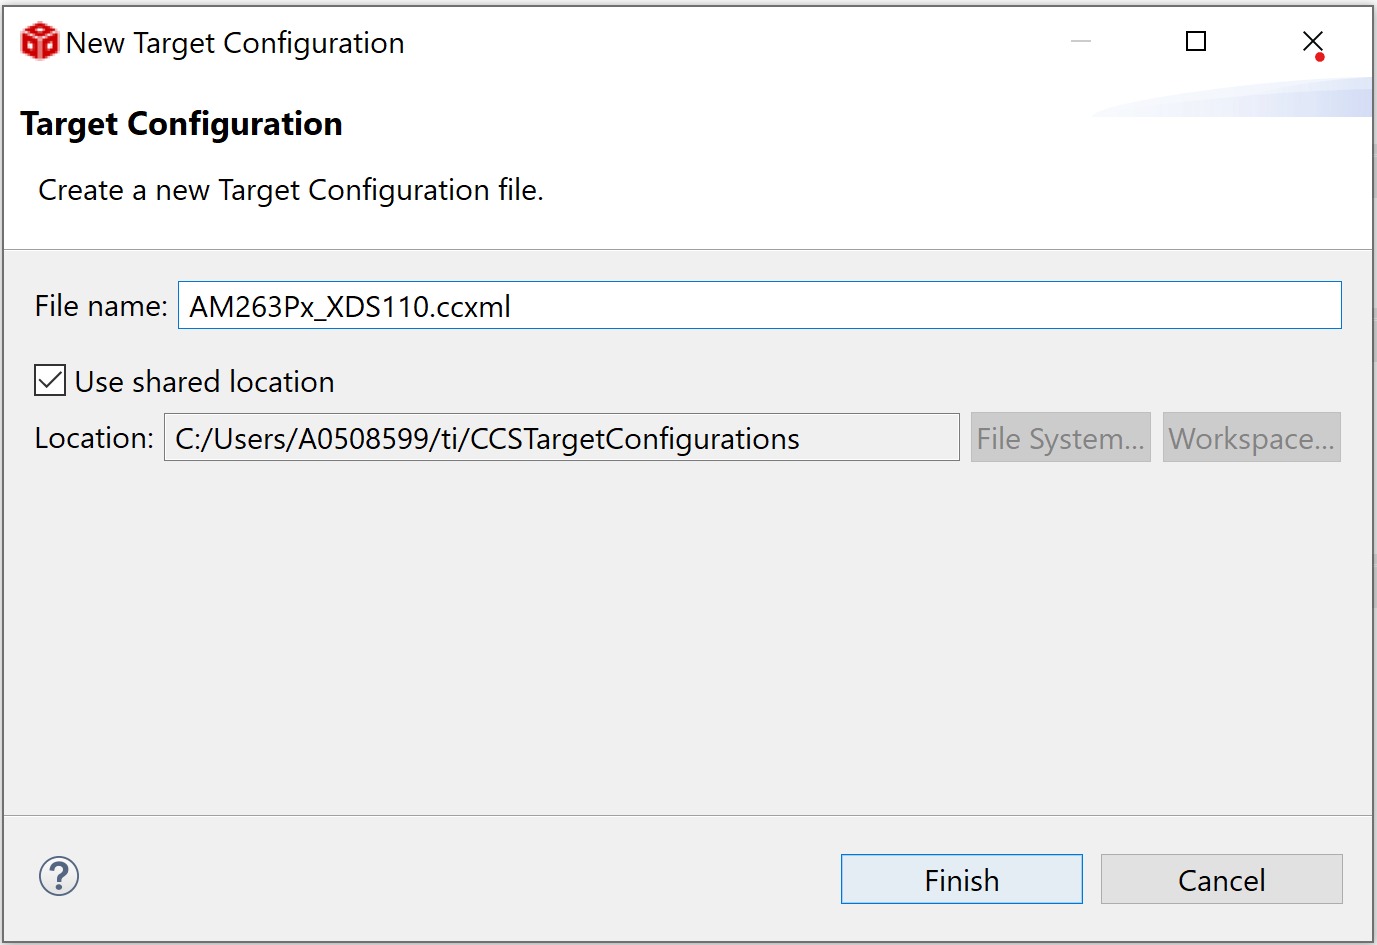 New Target Configuration
Target Configuration
Create a new Target Configuration file.
File name: AM263Px_XDS110.ccxml
Use shared location
Location: C:/Users/A0508599/ti/CCSTargetConfigurations File System... Workspace...
? Finish Cancel